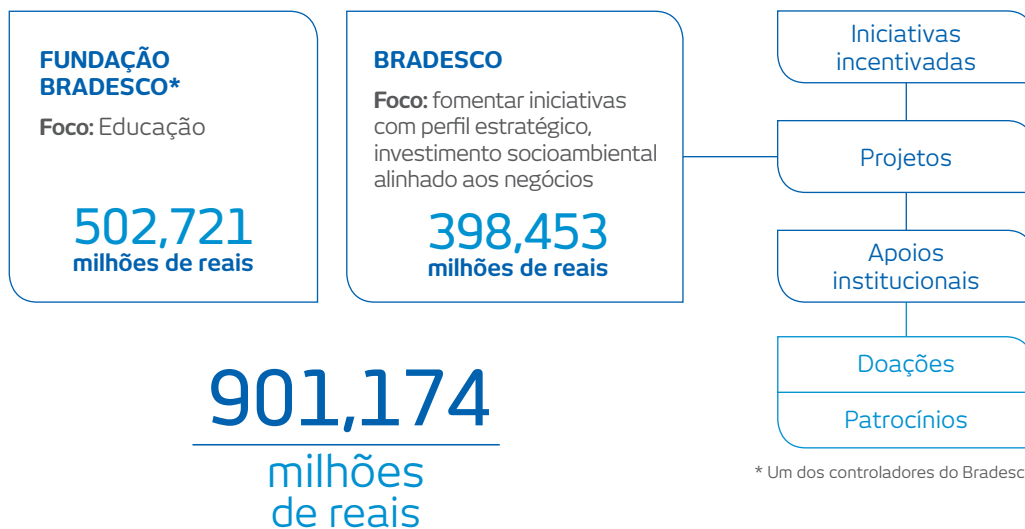 FUNDAÇÃO
BRADESCO*
Foco: Educação
502,721
milhões de reais
BRADESCO
Foco: fomentar iniciativas
com perfil estratégico,
investimento socioambiental
alinhado aos negócios
398,453
milhões de reais
Iniciativas
incentivadas
Projetos
Apoios
institucionais
Doações
Patrocínios
901,174
milhões
de reais
* Um dos controladores do Bradesc